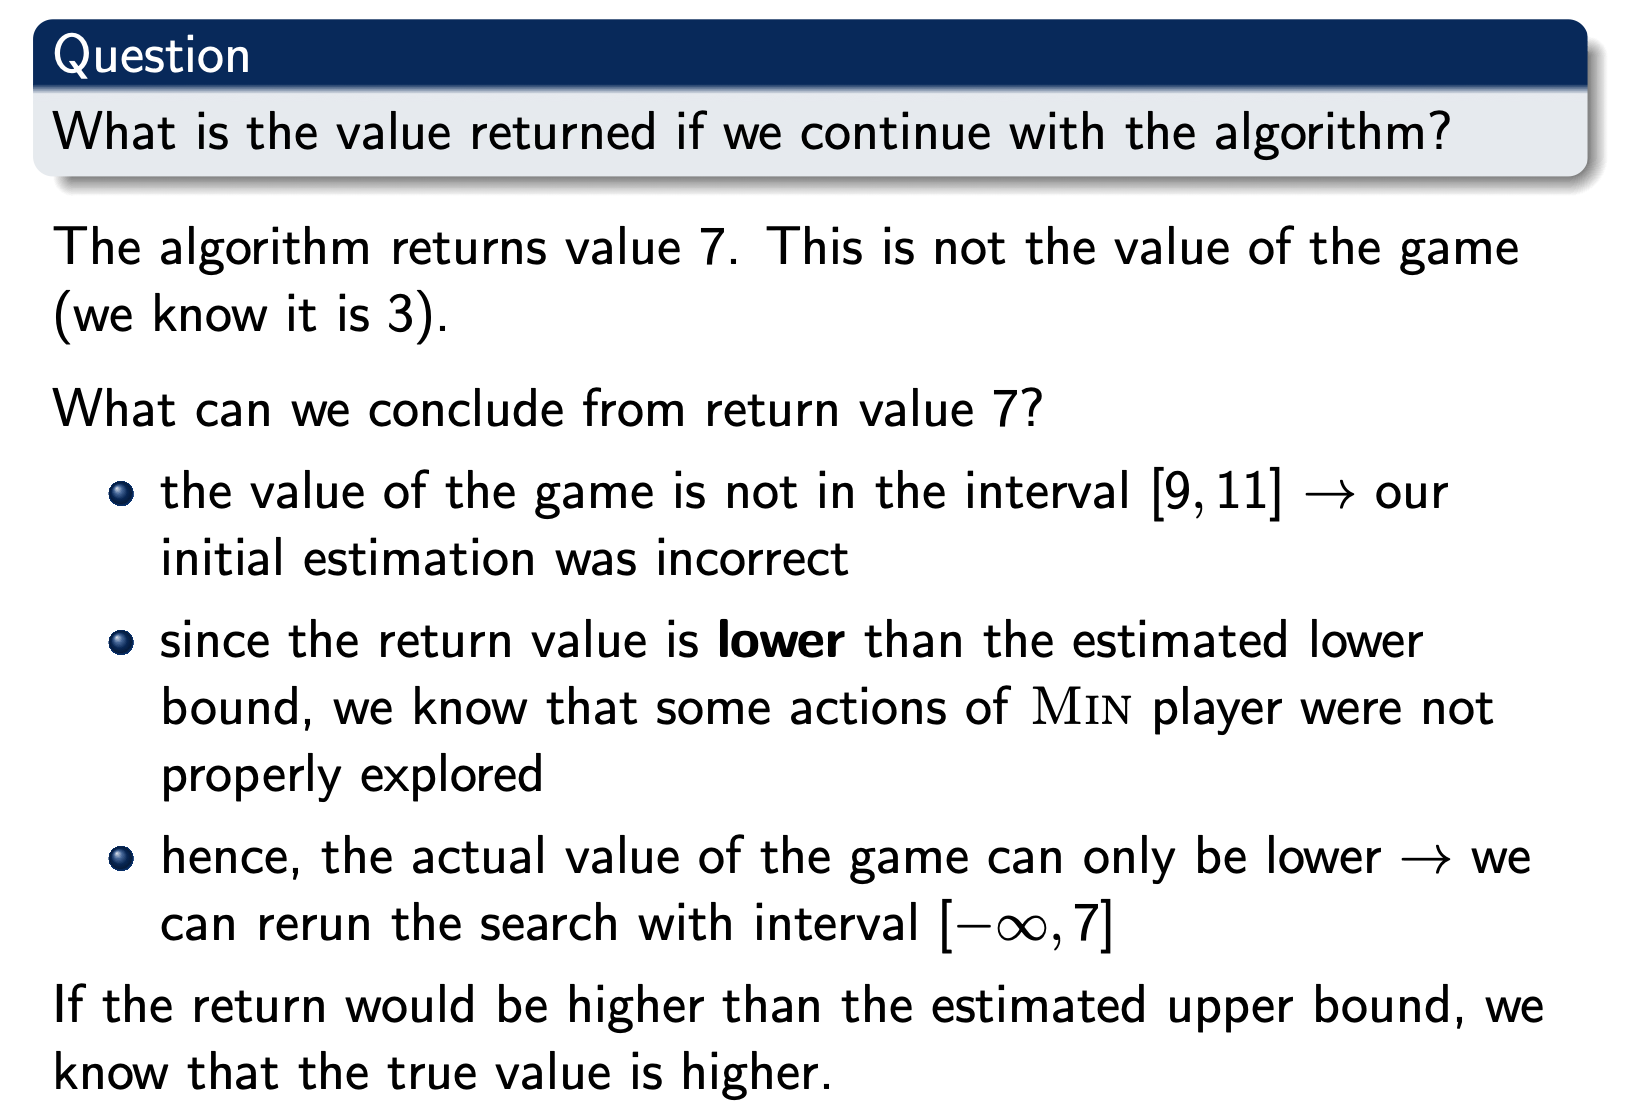 Question
What is the value returned if we continue with the algorithm?
The algorithm returns value 7. This is not the value of the game
(we know it is 3).
What can we conclude from return value 7?
the value of the game is not in the interval [9, 11] → our
initial estimation was incorrect
since the return value is lower than the estimated lower
bound, we know that some actions of MIN player were not
properly explored
hence, the actual value of the game can only be lower → we
can rerun the search with interval [−∞, 7]
If the return would be higher than the estimated upper bound, we
know that the true value is higher.